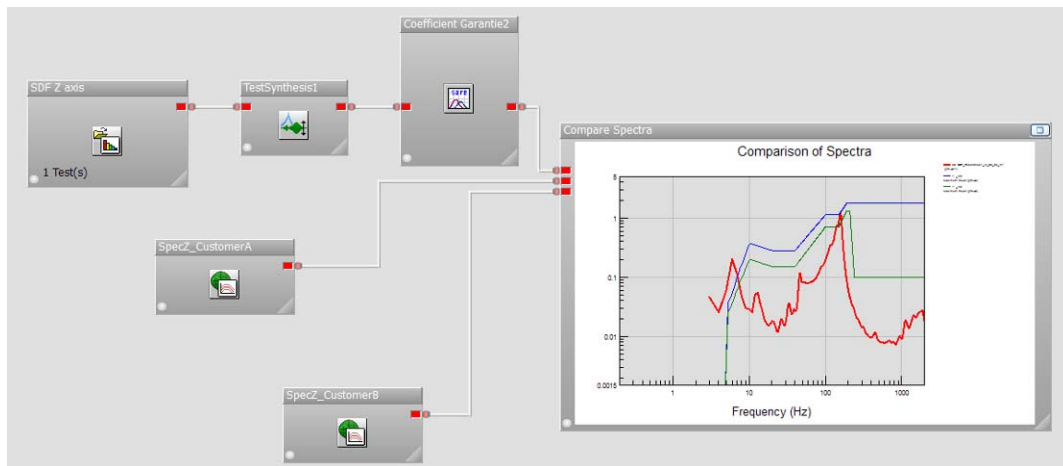 Coefficient Garantie2
SDF Z axis
TestSynthesis1
1 Test(s)
Compare Spectra
Comparison of Spectra
5
1
0.1
0.01
0.0015
1
10
100
1000
Frequency (Hz)
SpecZ_CustomerA
SpecZ_CustomerB